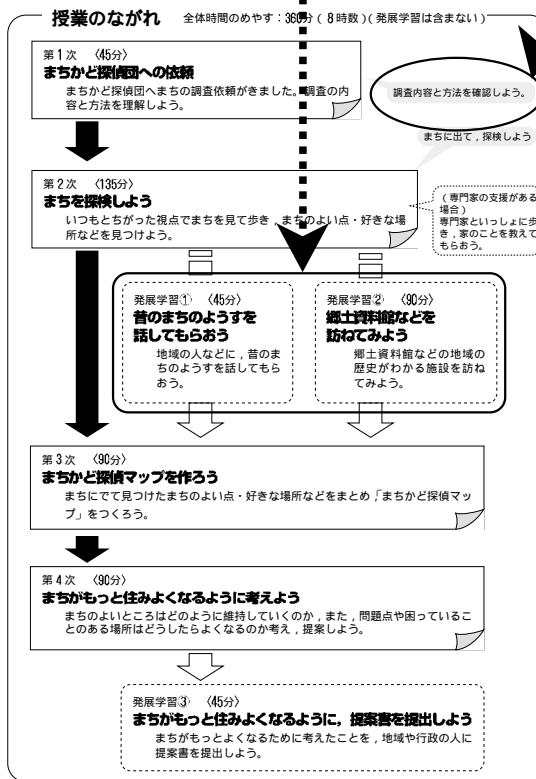 授業のながれ 全体時間のめやす：360分(８時数)(発展学習は含まない)
第１次 〈45分〉
まちかど探偵団への依頼
まちかど探偵団へまちの調査依頼がきました。調査の内
容と方法を理解しよう。
調査内容と方法を確認しよう。
まちに出て，探検しよう
第２次 〈135分〉
まちを探検しよう
いつもとちがった視点でまちを見て歩き，まちのよい点・好きな場
所などを見つけよう。
(専門家の支援がある
場合)
専門家といっしょに歩
き，家のことを教えて
もらおう。
発展学習① 〈45分〉
昔のまちのようすを
話してもらおう
地域の人などに，昔のま
ちのようすを話してもら
おう。
発展学習② 〈90分〉
郷土資料館などを
訪ねてみよう
郷土資料館などの地域の
歴史がわかる施設を訪ね
てみよう。
第３次 〈90分〉
まちかど探偵マップを作ろう
まちにでて見つけたまちのよい点・好きな場所などをまとめ，「まちかど探偵マッ
プ」をつくろう。
第４次 〈90分〉
まちがもっと住みよくなるように考えよう
まちのよいところはどのように維持していくのか，また，問題点や困っているこ
とのある場所はどうしたらよくなるのか考え，提案しよう。
発展学習③ 〈45分〉
まちがもっと住みよくなるように，提案書を提出しよう
まちがもっとよくなるために考えたことを，地域や行政の人に
提案書を提出しよう。